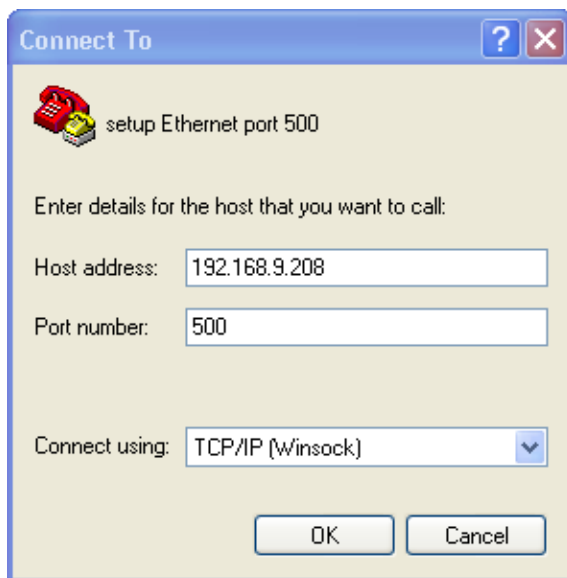 Connect To
setup Ethernet port 500
Enter details for the host that you want to call:
Host address: 192.168.9.208
Port number: 500
Connect using: TCP/IP (Winsock)
OK Cancel